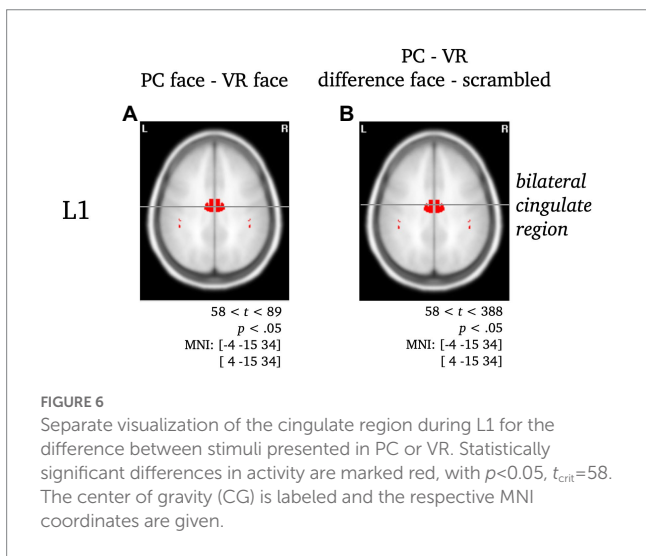 PC face - VR face
PC - VR
difference face - scrambled
A
B
L
R
L
R
L1
bilateral
cingulate
region
58 < t < 89
p < .05
MNI: [-4 -15 34]
[ 4 -15 34]
58 < t < 388
p < .05
MNI: [-4 -15 34]
[ 4 -15 34]
FIGURE 6
Separate visualization of the cingulate region during L1 for the
difference between stimuli presented in PC or VR. Statistically
significant differences in activity are marked red, with p<0.05, tcrit=58.
The center of gravity (CG) is labeled and the respective MNI
coordinates are given.